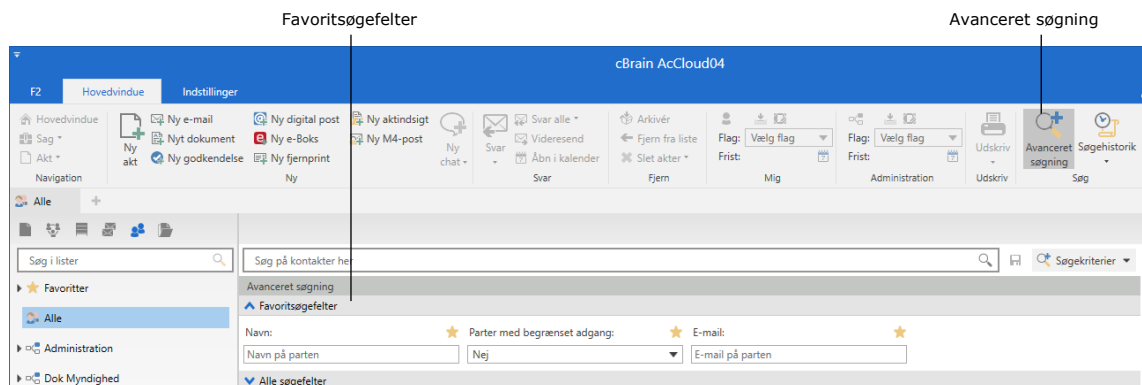 Favoritsøgefelter
Avanceret søgning
cBrain AcCloud04
F2 Hovedvindue Indstillinger
Hovedvindue
Sag
Akt
Navigation
Ny akt
Ny e-mail
Nyt dokument
Ny godkendelse
Ny digital post
Ny e-Boks
Ny fjernprint
Ny aktindsigt
Ny M4-post
Ny chat
Ny
Svar
Svar alle
Videresend
Åbn i kalender
Svar
Arkivér
Fjern fra liste
Slet akter
Fjern
Flag: Vælg flag
Frist:
Mig
Flag: Vælg flag
Frist:
Administration
Udskriv
Udskriv
Avanceret søgning
Søgehistorik
Søg
Alle
Søg i lister
Søg på kontakter her
Søgekriterier
Favoritter
Alle
Administration
Dok Myndighed
Avanceret søgning
Favoritsøgefelter
Navn: Parter med begrænset adgang: E-mail:
Navn på parten Nej E-mail på parten
Alle søgefelter